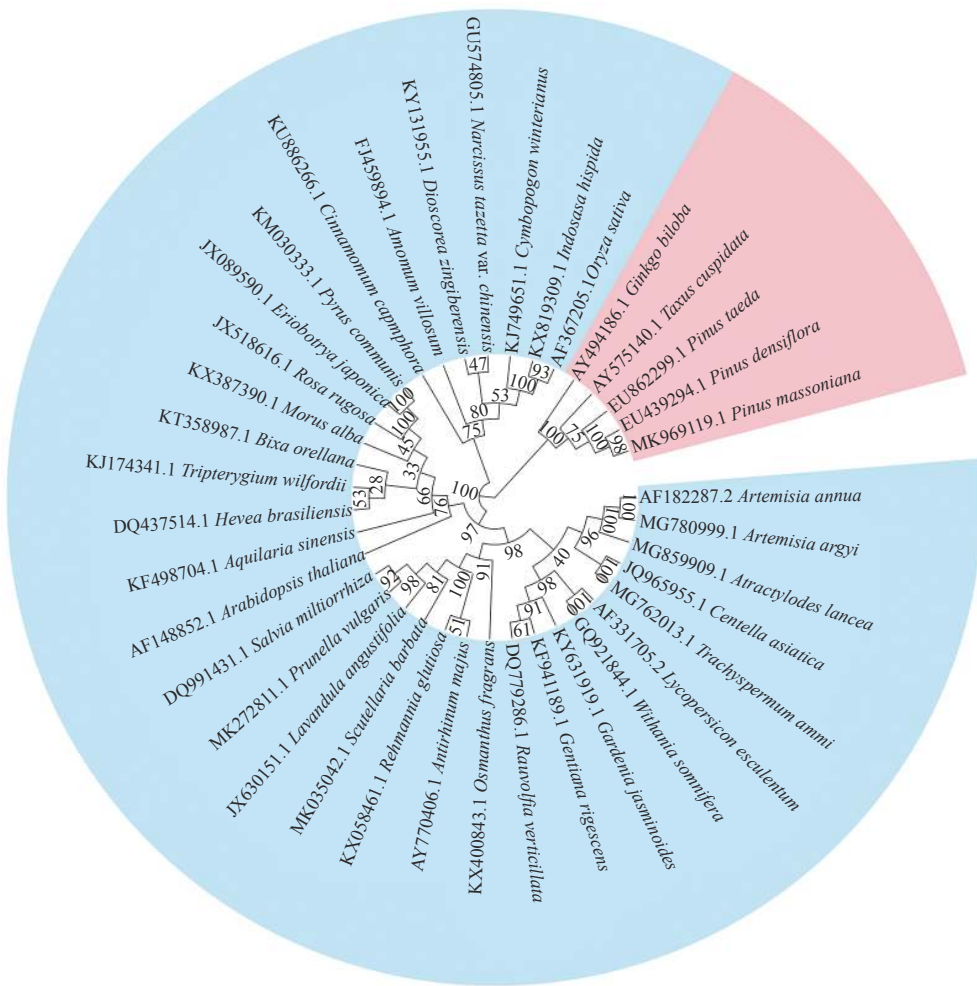 AF182287.2 Artemisia annua
MG780999.1 Artemisia argyi
MG859909.1 Atractylodes lancea
JQ965955.1 Centella asiatica
MG762013.1 Trachyspermum ammi
AF331705.2 Lycopersicon esculentum
GQ921844.1 Withania somnifera
KY631919.1 Gardenia jasminoides
KF941189.1 Gentiana rigescens
DQ779286.1 Rauvolfia verticillata
KX400843.1 Osmanthus fragrans
AY770406.1 Antirhinum majus
KX058461.1 Rehmannia glutiosa
MK035042.1 Scutellaria barbata
JX630151.1 Lavandula angustifolia
MK272811.1 Prunella vulgaris
DQ991431.1 Salvia miltiorrhiza
AF148852.1 Arabidopsis thaliana
KF498704.1 Aquilaria sinensis
DQ437514.1 Hevea brasiliensis
KJ174341.1 Tripterygium wilfordii
KT358987.1 Bixa orellana
KX387390.1 Morus alba
JX518616.1 Rosa rugosa
JX089590.1 Eriobotrya japonica
KM030333.1 Pyrus communis
KU886266.1 Cinnamomum capmphora
FJ459894.1 Amomum villosum
KY131955.1 Dioscorea zingiberensis
GU574805.1 Narcissus tazetta var. chinensis
KJ749651.1 Cymbopogon winterianus
KX819309.1 Indosasa hispida
AF367205.1 Oryza sativa
AY494186.1 Ginkgo biloba
AY575140.1 Taxus cuspidata
EU862299.1 Pinus taeda
EU439294.1 Pinus densiflora
MK969119.1 Pinus massoniana
100
100
96
100
40
100
98
91
61
98
91
51
100
81
98
92
97
76
66
53
28
33
45
100
100
75
80
47
53
100
93
100
75
100
98